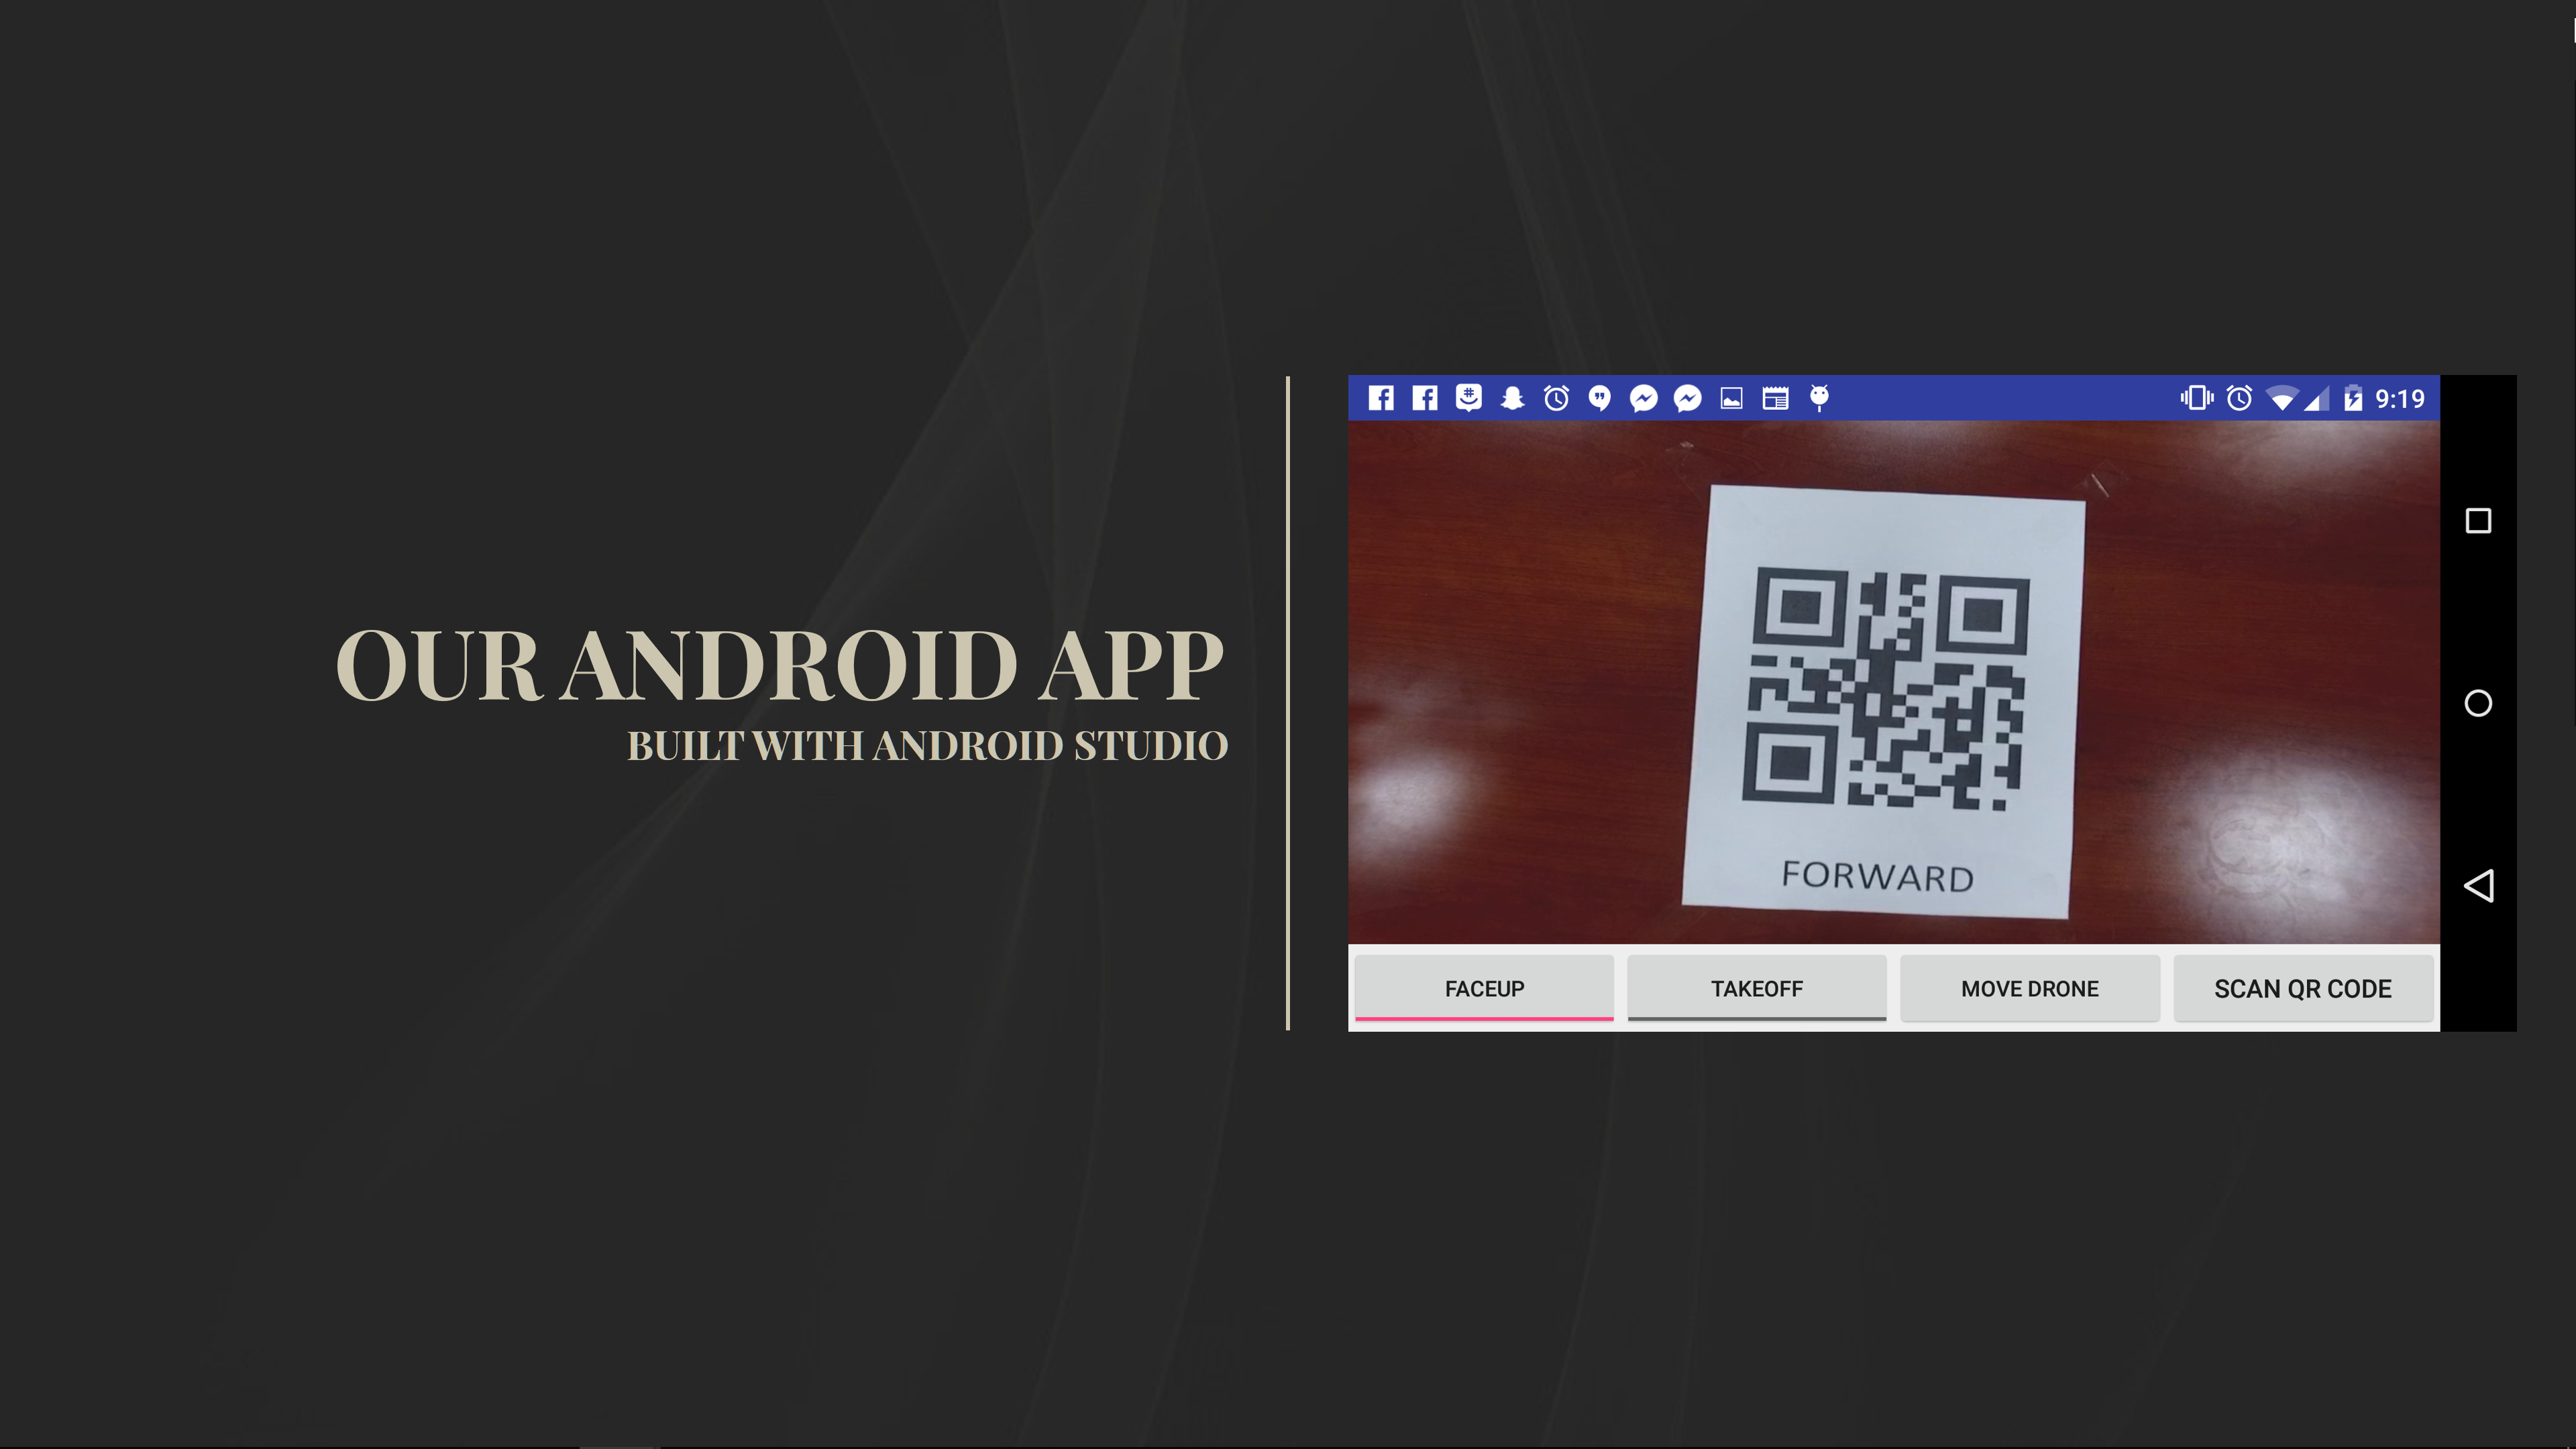 OUR ANDROID APP
BUILT WITH ANDROID STUDIO
9:19
FORWARD
FACEUP
TAKEOFF
MOVE DRONE
SCAN QR CODE